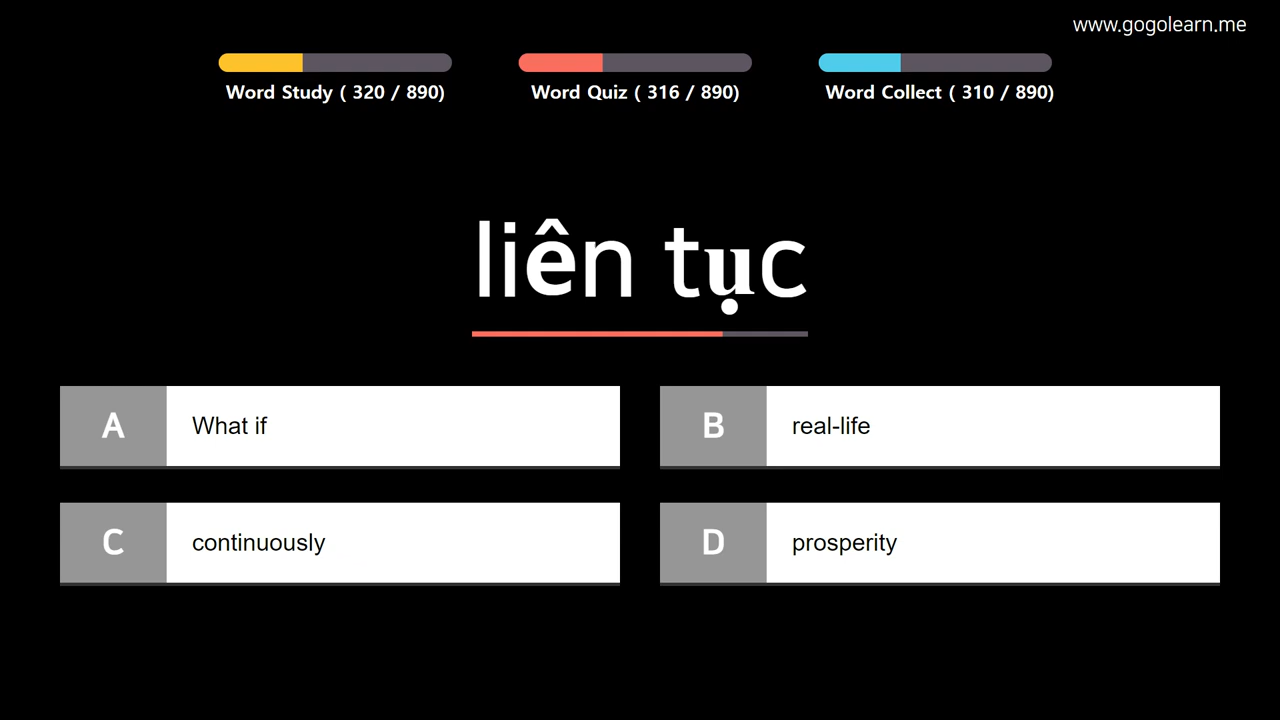 www.gogolearn.me
Word Study ( 320 / 890)
Word Quiz ( 316 / 890)
Word Collect ( 310 / 890)
liên tục
A What if
B real-life
C continuously
D prosperity